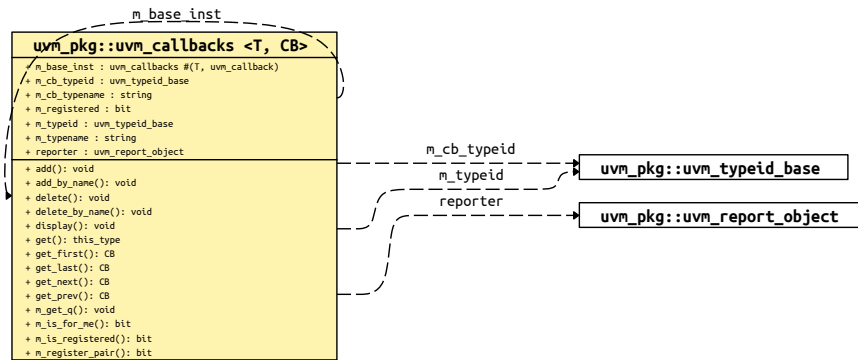 m_base_inst
uvm_pkg::uvm_callbacks <T, CB>
+ m_base_inst : uvm_callbacks #(T, uvm_callback)
+ m_cb_typeid : uvm_typeid_base
+ m_cb_typename : string
+ m_registered : bit
+ m_typeid : uvm_typeid_base
+ m_typename : string
+ reporter : uvm_report_object
+ add(): void
+ add_by_name(): void
+ delete(): void
+ delete_by_name(): void
+ display(): void
+ get(): this_type
+ get_first(): CB
+ get_last(): CB
+ get_next(): CB
+ get_prev(): CB
+ m_get_q(): void
+ m_is_for_me(): bit
+ m_is_registered(): bit
+ m_register_pair(): bit
m_cb_typeid
m_typeid
reporter
uvm_pkg::uvm_typeid_base
uvm_pkg::uvm_report_object